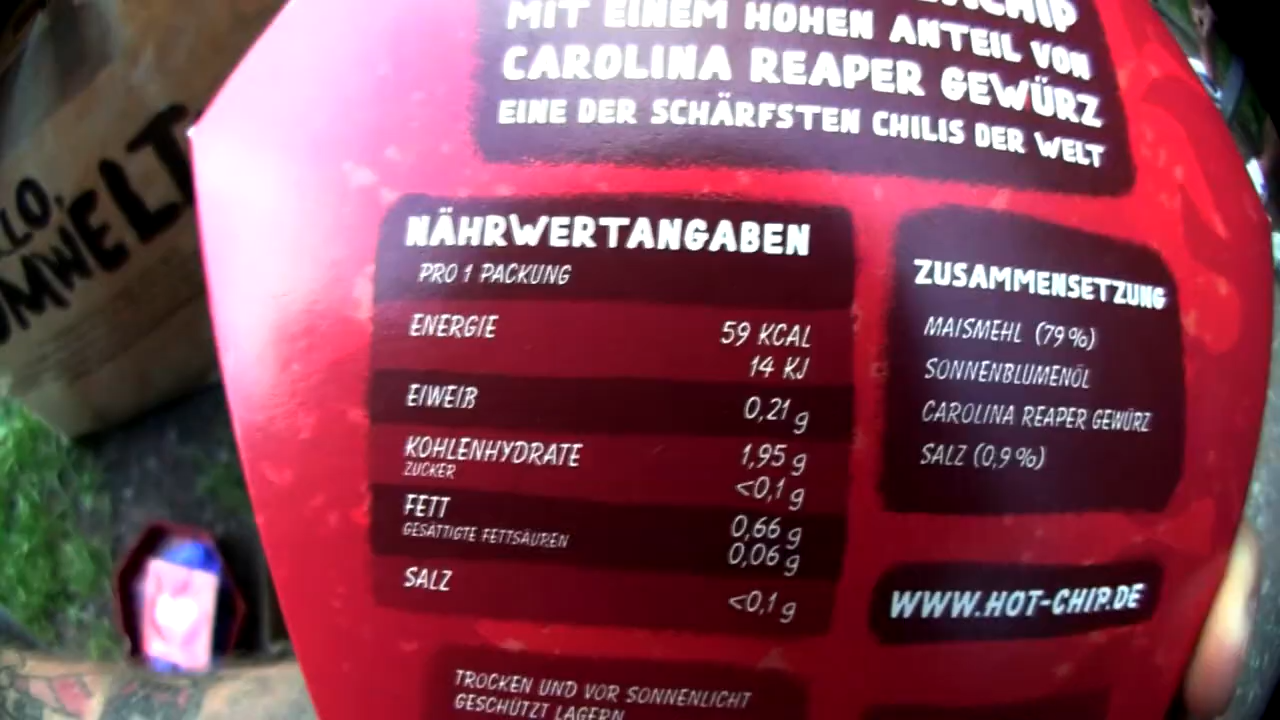 MIT EINEM HOHEN ANTEIL VON
CAROLINA REAPER GEWÜRZ
EINE DER SCHÄRFSTEN CHILIS DER WELT
NÄHRWERTANGABEN
PRO 1 PACKUNG
ENERGIE 59 KCAL
14 KJ
EIWEIß 0,21 g
KOHLENHYDRATE 1,95 g
ZUCKER <0,1 g
FETT 0,66 g
GESÄTTIGTE FETTSÄUREN 0,06 g
SALZ <0,1 g
ZUSAMMENSETZUNG
MAISMEHL (79%)
SONNENBLUMENÖL
CAROLINA REAPER GEWÜRZ
SALZ (0,9%)
WWW.HOT-CHIP.DE
TROCKEN UND VOR SONNENLICHT
GESCHÜTZT LAGERN
UMWELT